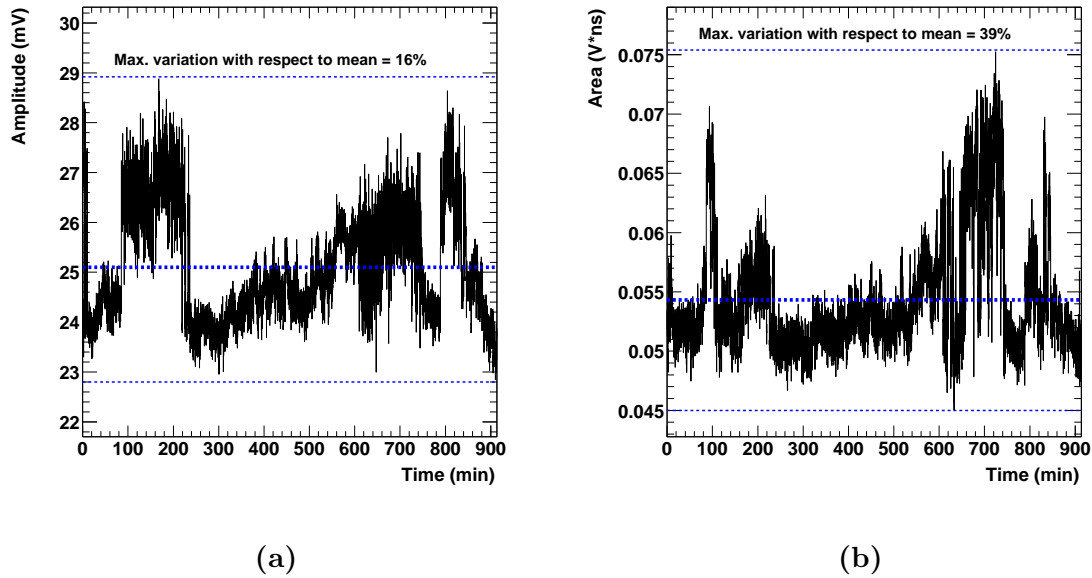 Amplitude (mV)
30
29
28
27
26
25
24
23
22
Max. variation with respect to mean = 16%
0 100 200 300 400 500 600 700 800 900
Time (min)
(a)
Area (V*ns)
0.075
0.07
0.065
0.06
0.055
0.05
0.045
Max. variation with respect to mean = 39%
0 100 200 300 400 500 600 700 800 900
Time (min)
(b)